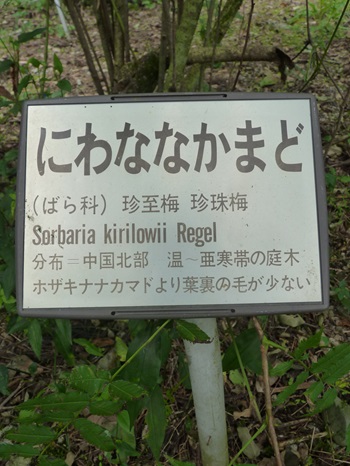 にわななかまど
(ばら科) 珍至梅 珍珠梅
Sorbaria kirilowii Regel
分布＝中国北部 温～亜寒帯の庭木
ホザキナナカマドより葉裏の毛が少ない